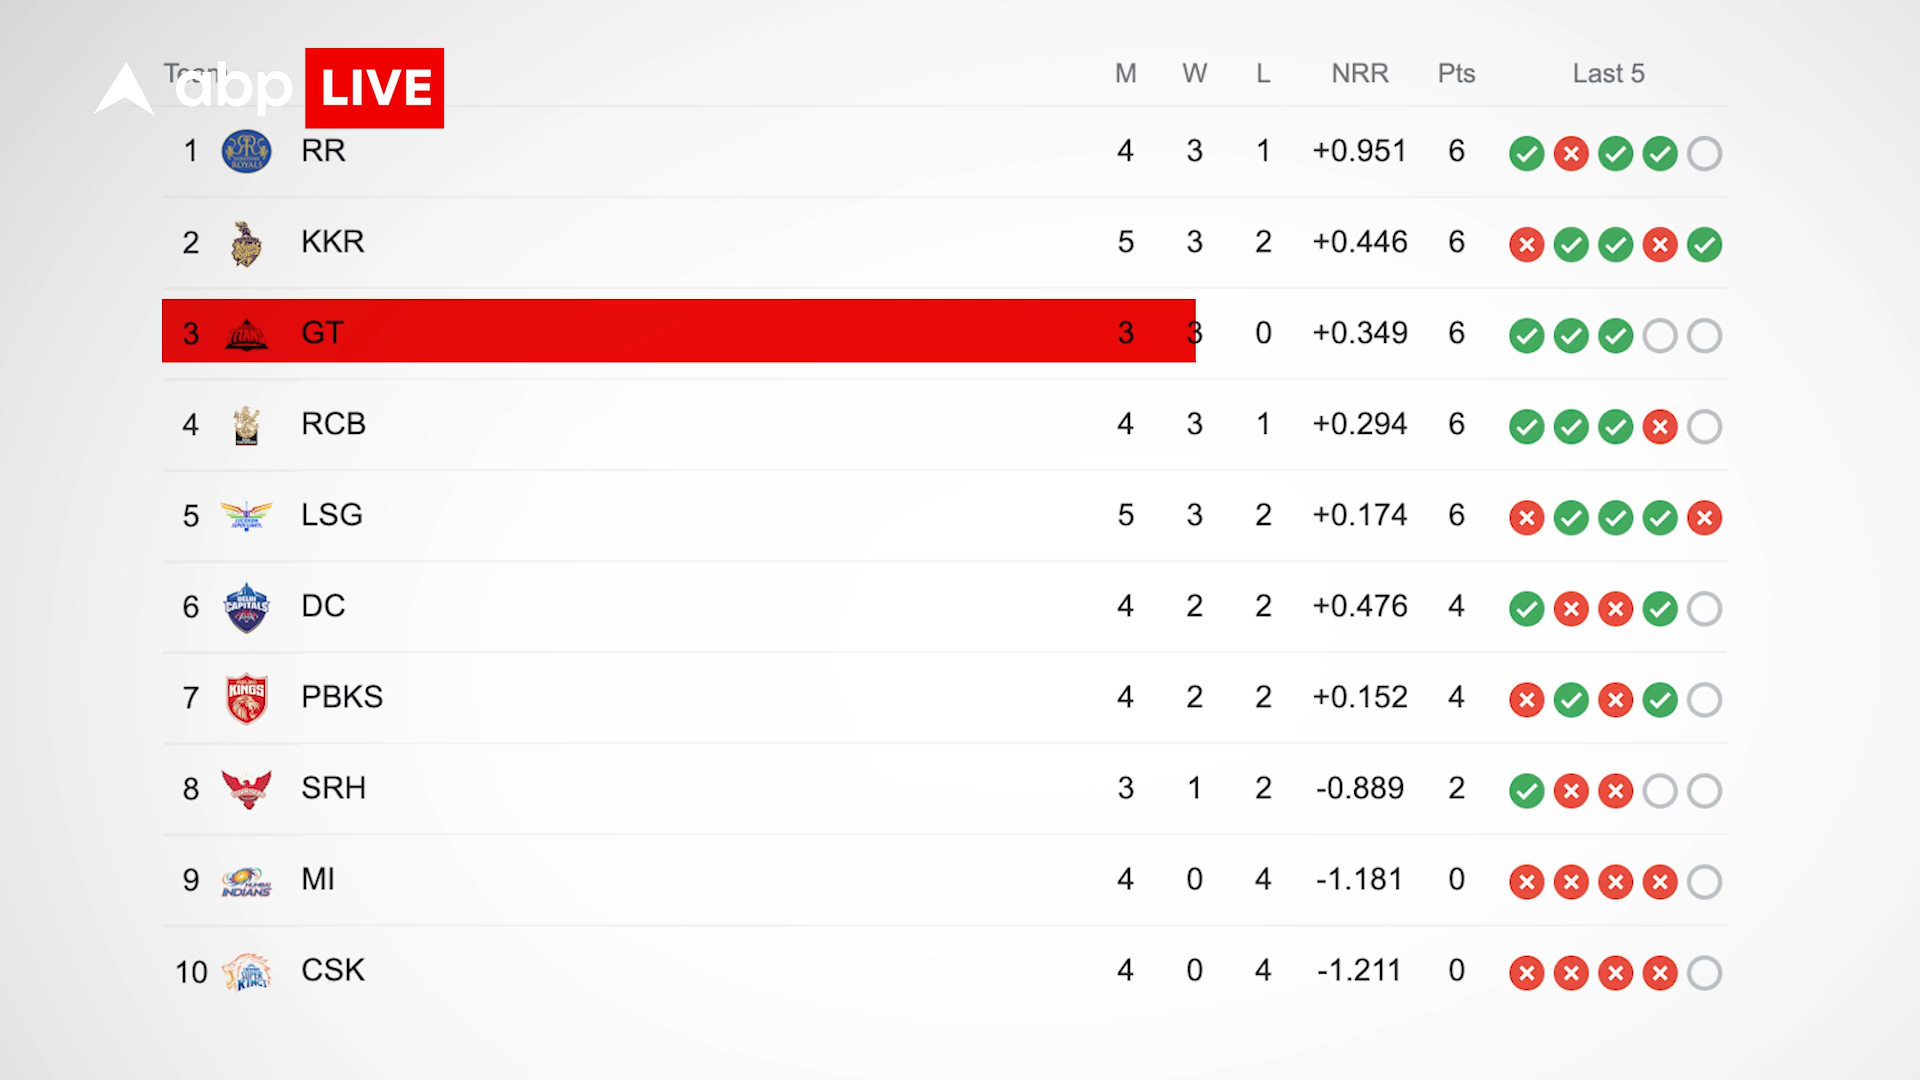 Team M W L NRR Pts Last 5
abp LIVE
1 RR 4 3 1 +0.951 6
2 KKR 5 3 2 +0.446 6
3 GT 3 3 0 +0.349 6
4 RCB 4 3 1 +0.294 6
5 LSG 5 3 2 +0.174 6
6 DC 4 2 2 +0.476 4
7 PBKS 4 2 2 +0.152 4
8 SRH 3 1 2 -0.889 2
9 MI 4 0 4 -1.181 0
10 CSK 4 0 4 -1.211 0